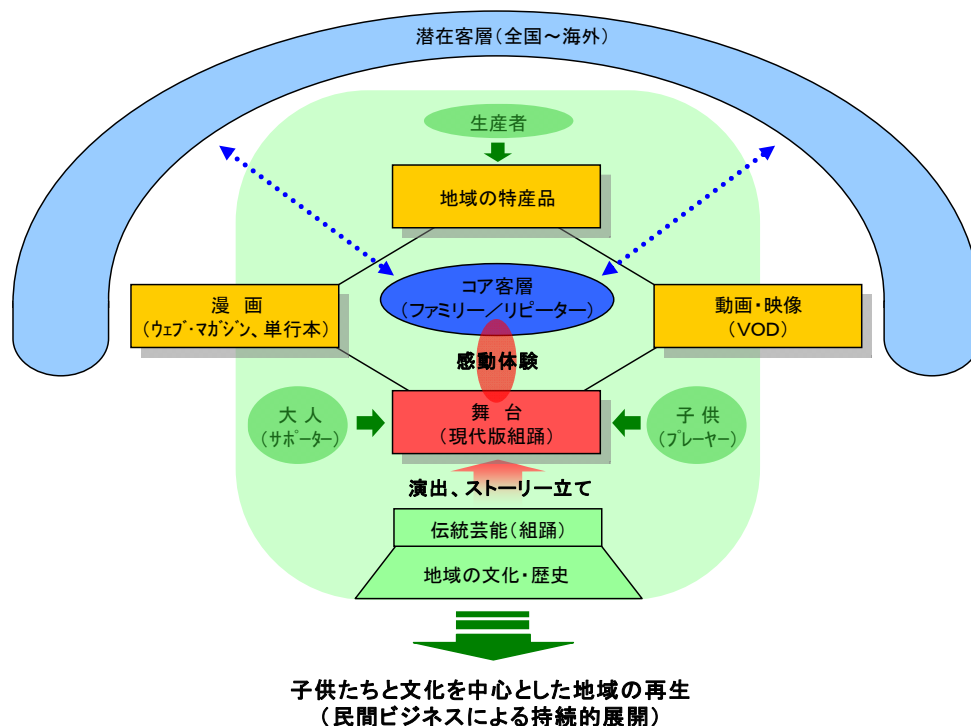 潜在客層（全国～海外）
生産者
地域の特産品
コア客層
（ファミリー／リピーター）
漫　画
（ｳｪﾌﾞ･ﾏｶﾞｼﾞﾝ、単行本）
動画・映像
（VOD）
感動体験
大 人
（ｻﾎﾟｰﾀｰ）
舞　台
（現代版組踊）
子 供
（ﾌﾟﾚｰﾔｰ）
演出、ストーリー立て
伝統芸能（組踊）
地域の文化・歴史
子供たちと文化を中心とした地域の再生
（民間ビジネスによる持続的展開）